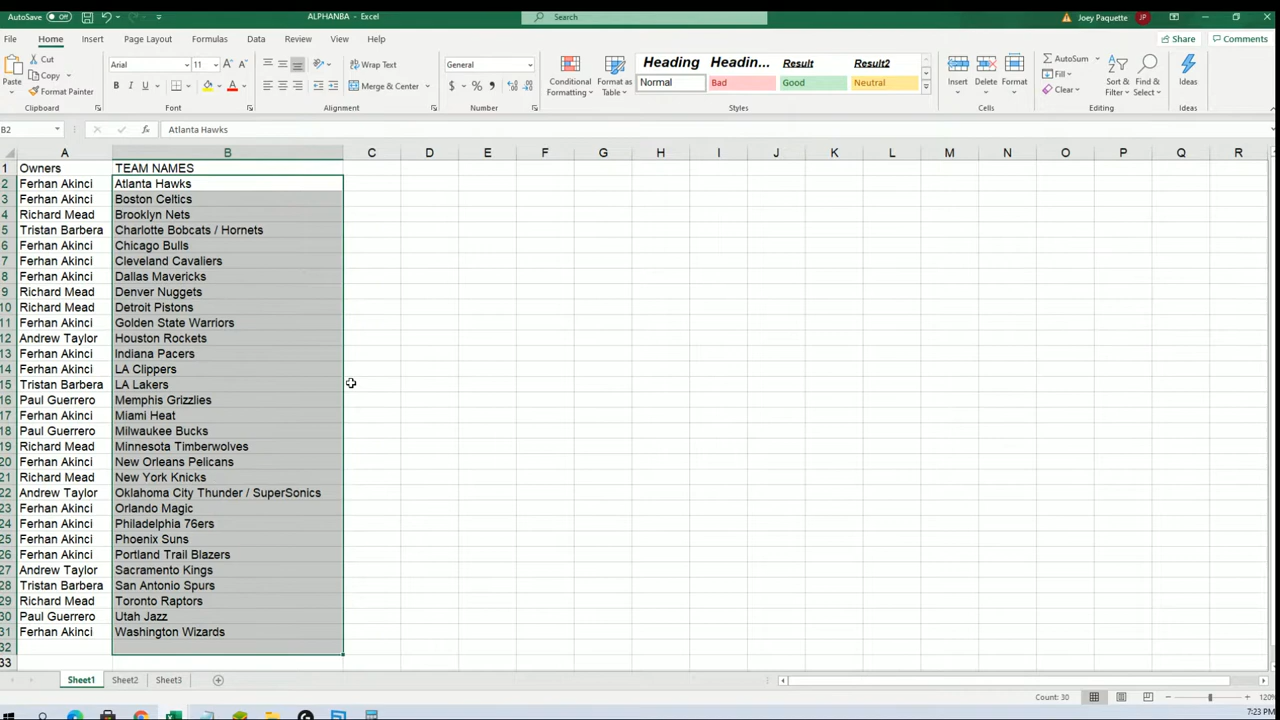 AutoSave Off ALPHANBA - Excel Search Joey Paquette JP
File Home Insert Page Layout Formulas Data Review View Help Share Comments
Cut Arial 11 Wrap Text General Heading Headin... Result Result2 AutoSum
Copy Fill
Paste Format Painter B I U Merge & Center $ % , Conditional Formatting Format as Table Normal Bad Good Neutral Insert Delete Format Clear Sort & Filter Find & Select Ideas
Clipboard Font Alignment Number Styles Cells Editing Ideas
B2 fx Atlanta Hawks
A B C D E F G H I J K L M N O P Q R
1 Owners TEAM NAMES
2 Ferhan Akinci Atlanta Hawks
3 Ferhan Akinci Boston Celtics
4 Richard Mead Brooklyn Nets
5 Tristan Barbera Charlotte Bobcats / Hornets
6 Ferhan Akinci Chicago Bulls
7 Ferhan Akinci Cleveland Cavaliers
8 Ferhan Akinci Dallas Mavericks
9 Richard Mead Denver Nuggets
10 Richard Mead Detroit Pistons
11 Ferhan Akinci Golden State Warriors
12 Andrew Taylor Houston Rockets
13 Ferhan Akinci Indiana Pacers
14 Ferhan Akinci LA Clippers
15 Tristan Barbera LA Lakers
16 Paul Guerrero Memphis Grizzlies
17 Ferhan Akinci Miami Heat
18 Paul Guerrero Milwaukee Bucks
19 Richard Mead Minnesota Timberwolves
20 Ferhan Akinci New Orleans Pelicans
21 Richard Mead New York Knicks
22 Andrew Taylor Oklahoma City Thunder / SuperSonics
23 Ferhan Akinci Orlando Magic
24 Ferhan Akinci Philadelphia 76ers
25 Ferhan Akinci Phoenix Suns
26 Ferhan Akinci Portland Trail Blazers
27 Andrew Taylor Sacramento Kings
28 Tristan Barbera San Antonio Spurs
29 Richard Mead Toronto Raptors
30 Paul Guerrero Utah Jazz
31 Ferhan Akinci Washington Wizards
32
33
Sheet1 Sheet2 Sheet3
Count: 30 120%
7:23 PM